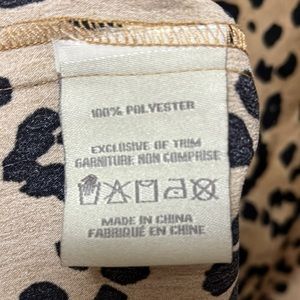 100% POLYESTER
EXCLUSIVE OF TRIM
GARNITURE NON COMPRISE
MADE IN CHINA
FABRIQUÉ EN CHINE